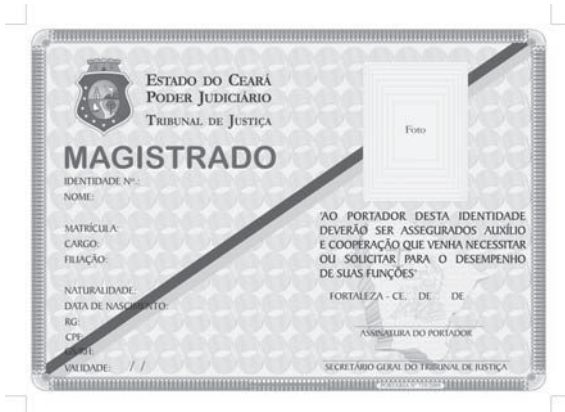 ESTADO DO CEARÁ
PODER JUDICIÁRIO
TRIBUNAL DE JUSTIÇA
Foto
MAGISTRADO
IDENTIDADE Nº.:
NOME:
MATRÍCULA:
CARGO:
FILIAÇÃO:
NATURALIDADE:
DATA DE NASCIMENTO:
RG:
CPF:
VALIDADE: / /
"AO PORTADOR DESTA IDENTIDADE
DEVERÃO SER ASSEGURADOS AUXÍLIO
E COOPERAÇÃO QUE VENHA NECESSITAR
OU SOLICITAR PARA O DESEMPENHO
DE SUAS FUNÇÕES"
FORTALEZA - CE, DE DE
ASSINATURA DO PORTADOR
SECRETÁRIO GERAL DO TRIBUNAL DE JUSTIÇA